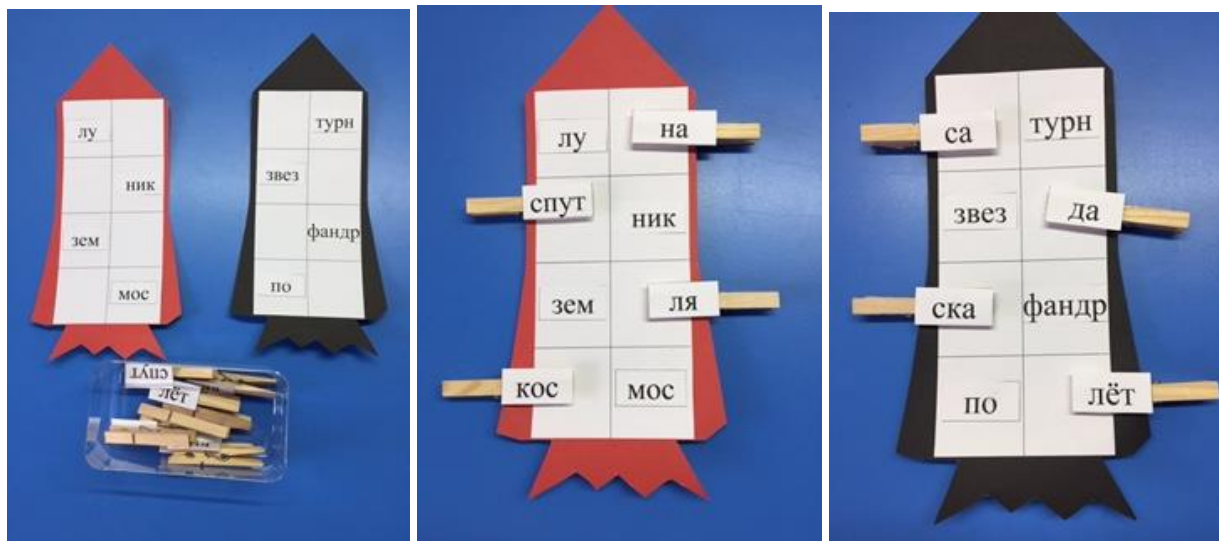 лу
ник
зем
мос
турн
звез
фандр
по
спут
лёт
лу на
спут ник
зем ля
кос мос
са турн
звез да
ска фандр
по лёт